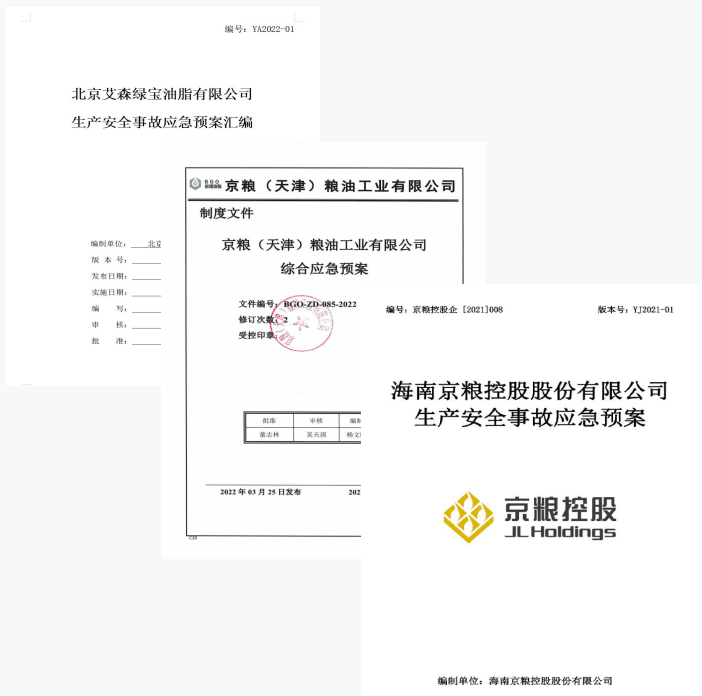 编号：YA2022-01
北京艾森绿宝油脂有限公司
生产安全事故应急预案汇编
编制单位：
版 本 号：
发布日期：
实施日期：
编 写：
审 核：
批 准：
BGO
京粮（天津）粮油工业有限公司
制度文件
京粮（天津）粮油工业有限公司
综合应急预案
文件编号：BGO-ZD-085-2022
修订次数：2
受控印章：
批准 审核
董志林 吴天祺
2022 年 03 月 25 日发布 202
编号：京粮控股企 [2021]008 版本号：YJ2021-01
海南京粮控股股份有限公司
生产安全事故应急预案
京粮控股
JL Holdings
编制单位：海南京粮控股股份有限公司